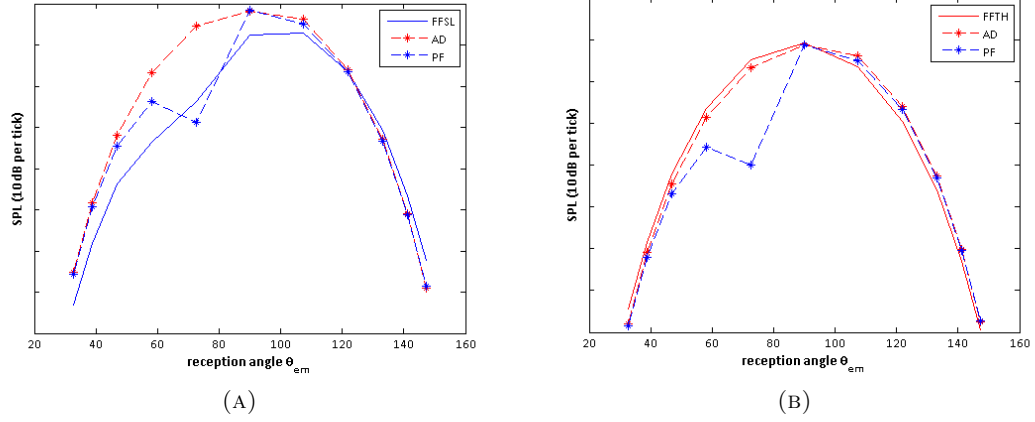 FFSL
AD
PF
SPL (10dB per tick)
20 40 60 80 100 120 140 160
reception angle θem
(A)
FFTH
AD
PF
SPL (10dB per tick)
20 40 60 80 100 120 140 160
reception angle θem
(B)